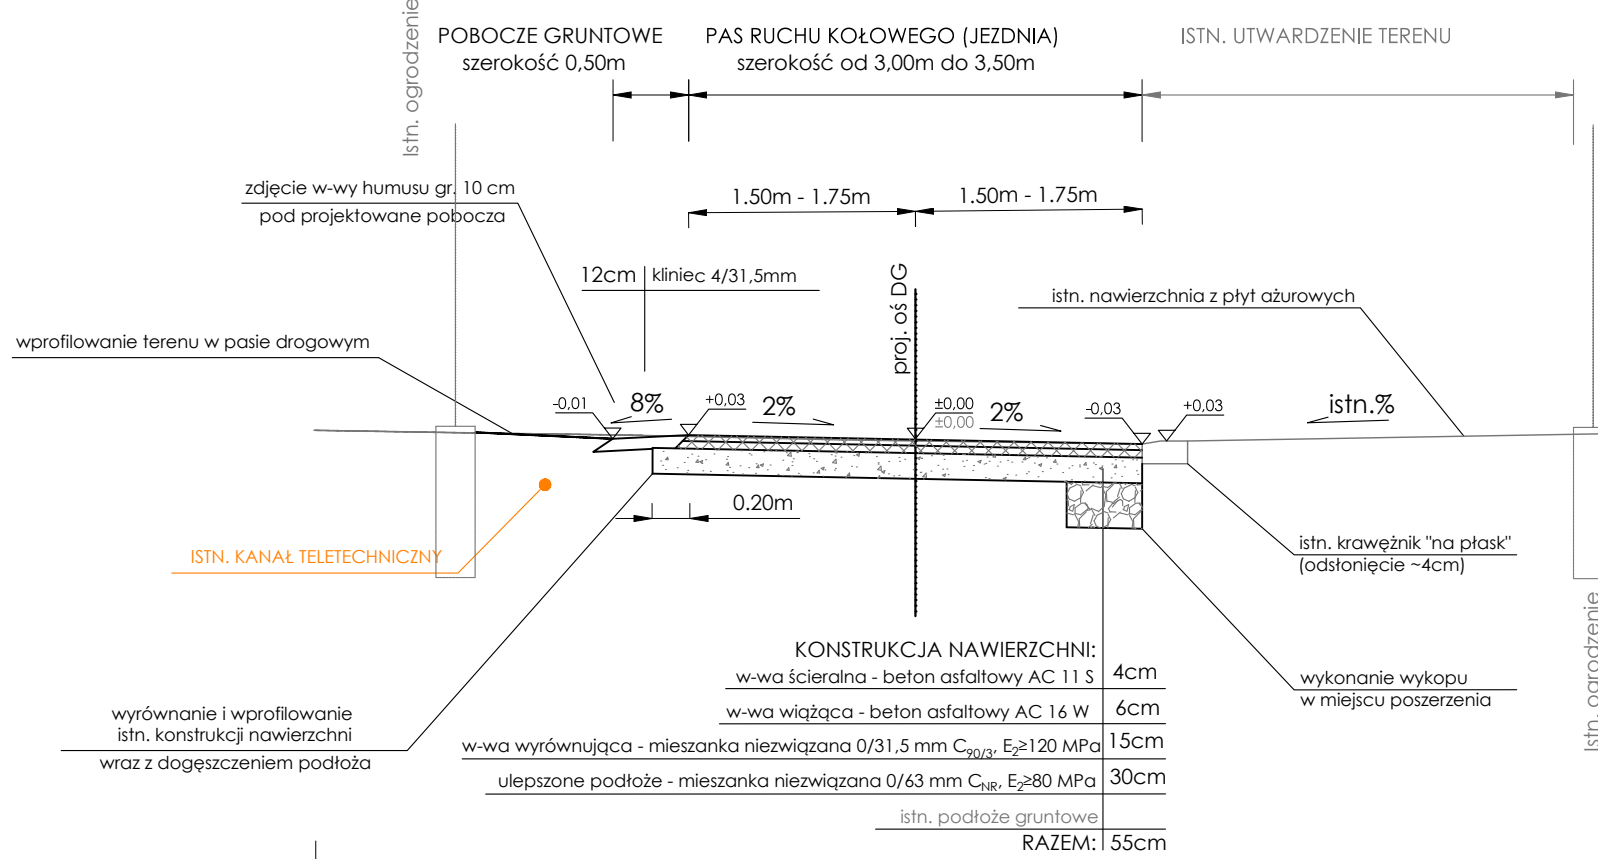 Istn. ogrodzenie
POBOCZE GRUNTOWE
szerokość 0,50m
PAS RUCHU KOŁOWEGO (JEZDNIA)
szerokość od 3,00m do 3,50m
ISTN. UTWARDZENIE TERENU
zdjęcie w-wy humusu gr. 10 cm
pod projektowane pobocza
1.50m - 1.75m
1.50m - 1.75m
12cm kliniec 4/31,5mm
proj. oś DG
istn. nawierzchnia z płyt ażurowych
wprofilowanie terenu w pasie drogowym
-0,01
8%
+0,03
2%
±0,00
±0,00
2%
-0,03
+0,03
istn.%
0.20m
ISTN. KANAŁ TELETECHNICZNY
istn. krawężnik "na płask"
(odsłonięcie ~4cm)
Istn. ogrodzenie
KONSTRUKCJA NAWIERZCHNI:
w-wa ścieralna - beton asfaltowy AC 11 S 4cm
w-wa wiążąca - beton asfaltowy AC 16 W 6cm
w-wa wyrównująca - mieszanka niezwiązana 0/31,5 mm C90/3, E2≥120 MPa 15cm
ulepszone podłoże - mieszanka niezwiązana 0/63 mm CNR, E2≥80 MPa 30cm
istn. podłoże gruntowe
RAZEM: 55cm
wykonanie wykopu
w miejscu poszerzenia
wyrównanie i wprofilowanie
istn. konstrukcji nawierzchni
wraz z dogęszczeniem podłoża